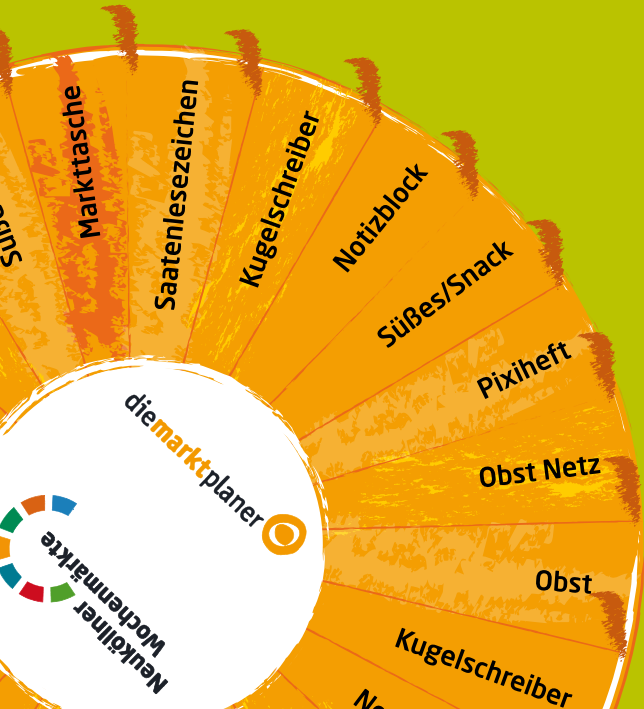 Markttasche
Saatenlesezeichen
Kugelschreiber
Notizblock
Süßes/Snack
Pixiheft
Obst Netz
Obst
Kugelschreiber
diemarktplaner
Neuköllner
Wochenmärkte